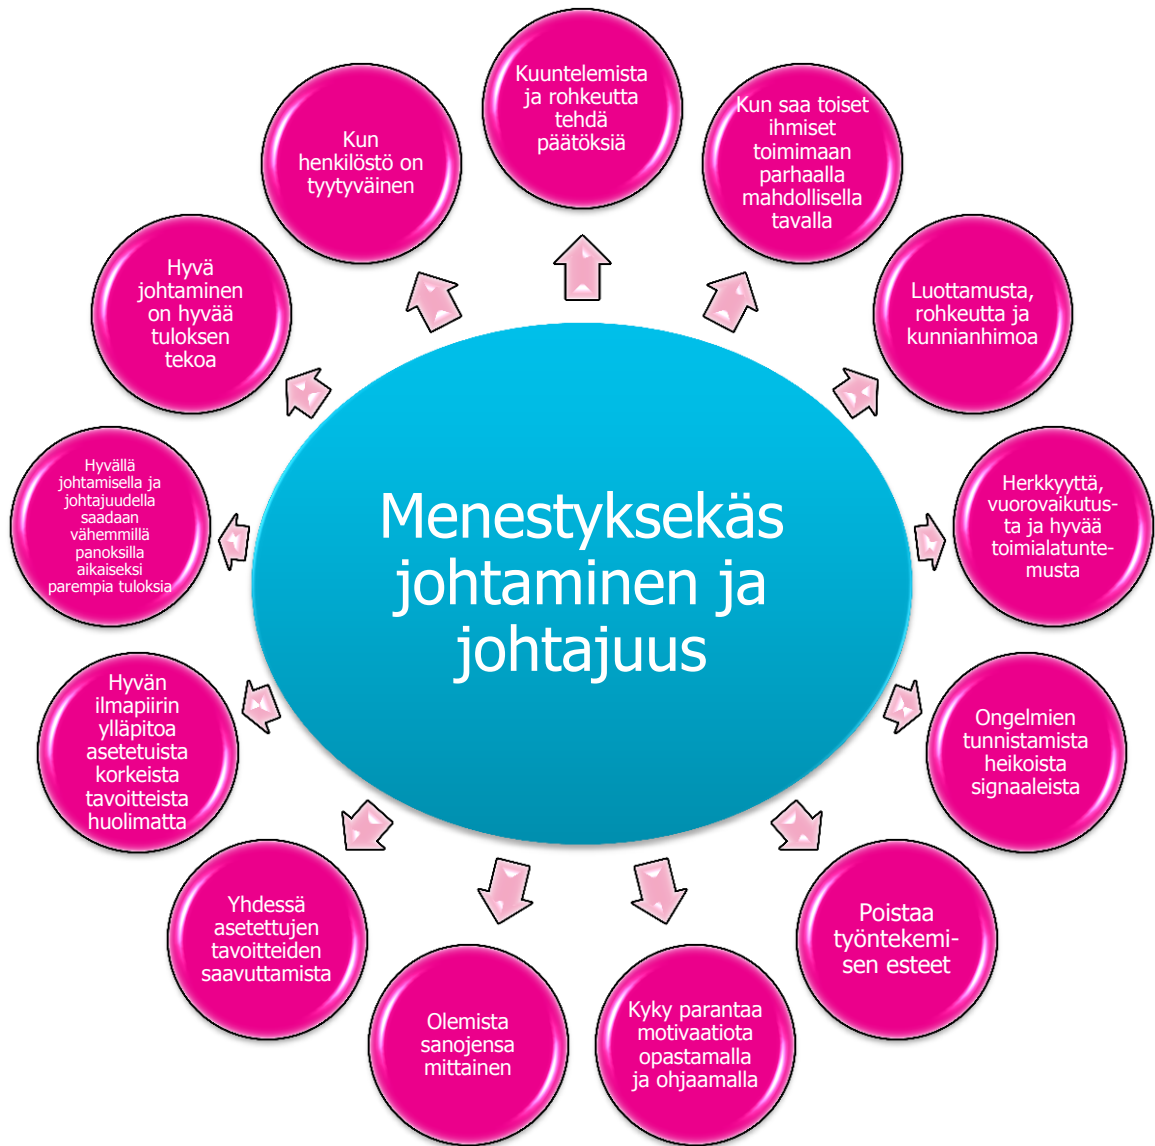 Menestyksekäs
johtaminen ja
johtajuus
Kuuntelemista
ja rohkeutta
tehdä
päätöksiä
Kun saa toiset
ihmiset
toimimaan
parhaalla
mahdollisella
tavalla
Luottamusta,
rohkeutta ja
kunnianhimoa
Herkkyyttä,
vuorovaikutus-
ta ja hyvää
toimialatunte-
musta
Ongelmien
tunnistamista
heikoista
signaaleista
Poistaa
työntekemi-
sen esteet
Kyky parantaa
motivaatiota
opastamalla
ja ohjaamalla
Olemista
sanojensa
mittainen
Yhdessä
asetettujen
tavoitteiden
saavuttamista
Hyvän
ilmapiirin
ylläpitoa
asetetuista
korkeista
tavoitteista
huolimatta
Hyvällä
johtamisella ja
johtajuudella
saadaan
vähemmillä
panoksilla
aikaiseksi
parempia tuloksia
Hyvä
johtaminen
on hyvää
tuloksen
tekoa
Kun
henkilöstö on
tyytyväinen